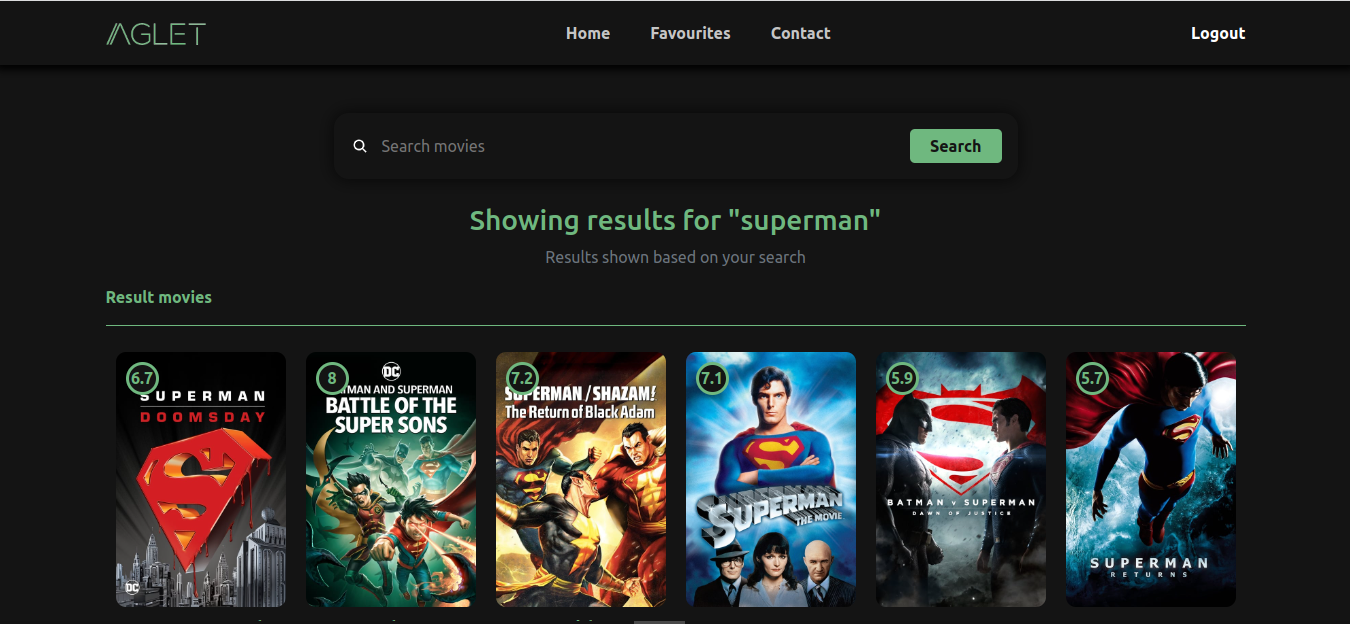 AGLET
Home Favourites Contact Logout
Search movies Search
Showing results for "superman"
Results shown based on your search
Result movies
6.7
SUPERMAN
DOOMSDAY
DC
8
DC
MAN AND SUPERMAN
BATTLE OF THE
SUPER SONS
7.2
SUPERMAN / SHAZAM!
The Return of Black Adam
7.1
SUPERMAN
THE MOVIE
5.9
BATMAN v SUPERMAN
DAWN OF JUSTICE
5.7
SUPERMAN
RETURNS